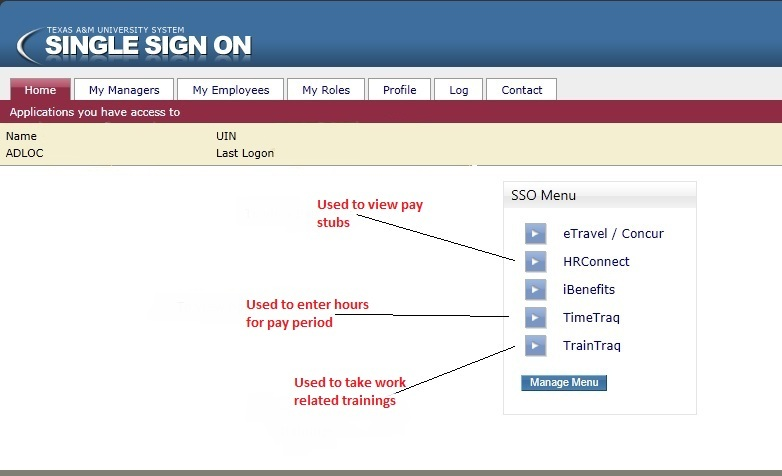 TEXAS A&M UNIVERSITY SYSTEM
SINGLE SIGN ON
Home My Managers My Employees My Roles Profile Log Contact
Applications you have access to
Name UIN
ADLOC Last Logon
SSO Menu
Used to view pay
stubs
eTravel / Concur
HRConnect
iBenefits
Used to enter hours
for pay period
TimeTraq
TrainTraq
Used to take work
related trainings
Manage Menu